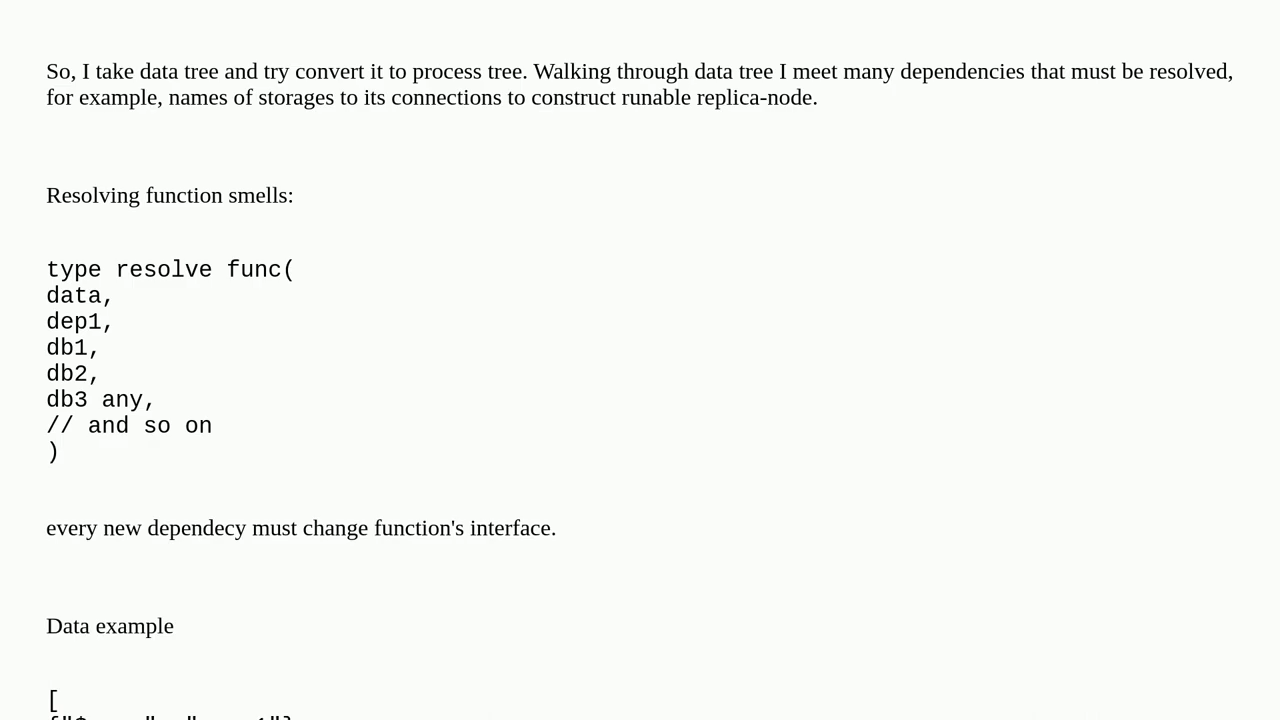 So, I take data tree and try convert it to process tree. Walking through data tree I meet many dependencies that must be resolved,
for example, names of storages to its connections to construct runable replica-node.
Resolving function smells:
type resolve func(
data,
dep1,
db1,
db2,
db3 any,
// and so on
)
every new dependecy must change function's interface.
Data example
[